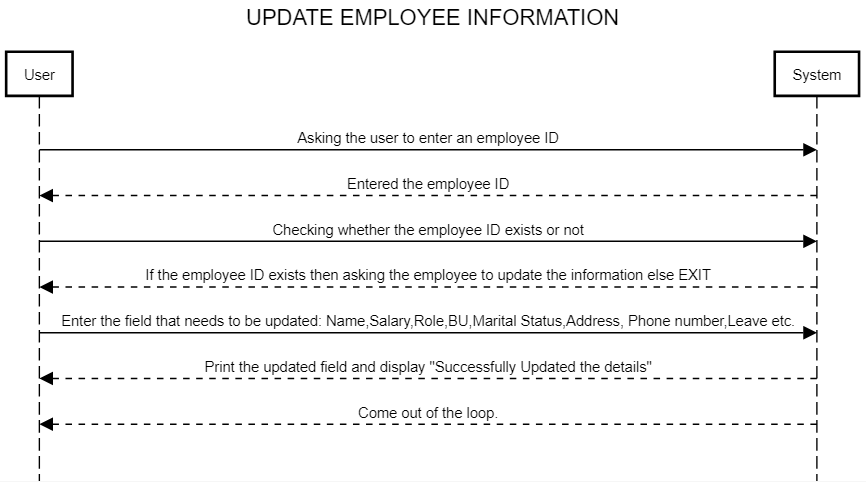 UPDATE EMPLOYEE INFORMATION
User
System
Asking the user to enter an employee ID
Entered the employee ID
Checking whether the employee ID exists or not
If the employee ID exists then asking the employee to update the information else EXIT
Enter the field that needs to be updated: Name,Salary,Role,BU,Marital Status,Address, Phone number,Leave etc.
Print the updated field and display "Successfully Updated the details"
Come out of the loop.